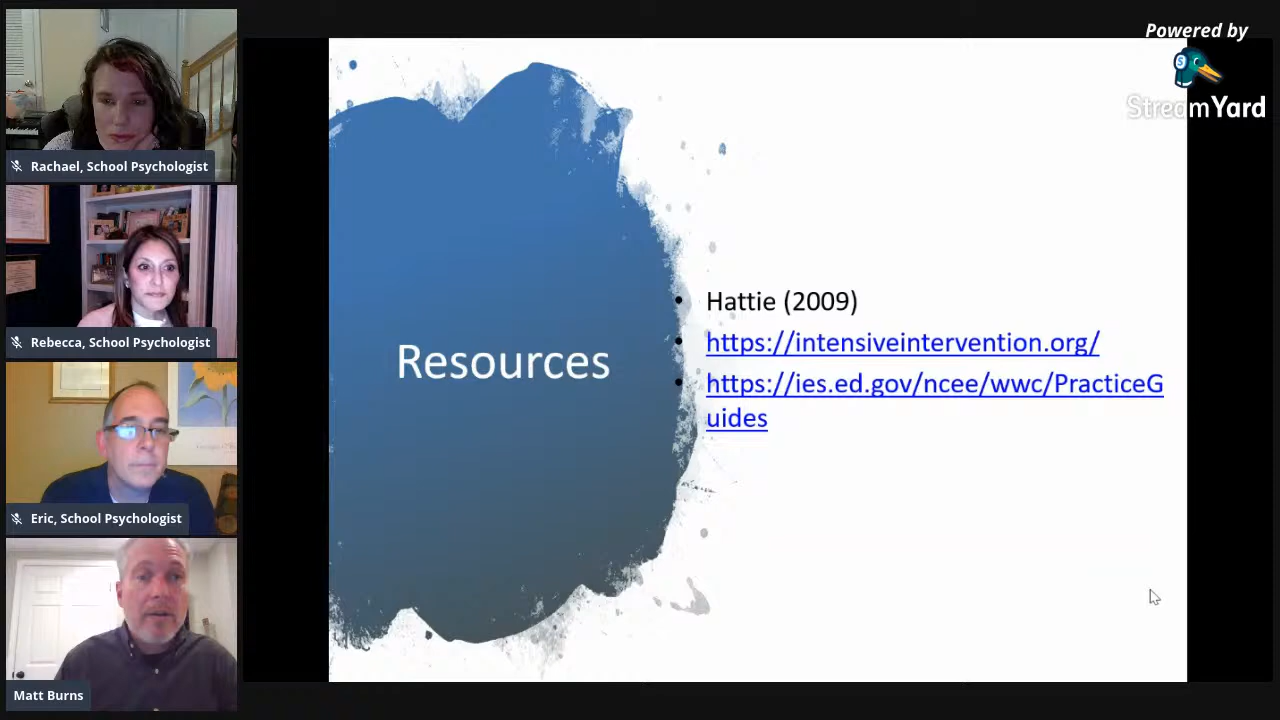 Powered by
StreamYard
Rachael, School Psychologist
Rebecca, School Psychologist
Eric, School Psychologist
Matt Burns
Resources
• Hattie (2009)
• https://intensiveintervention.org/
• https://ies.ed.gov/ncee/wwc/PracticeG
uides